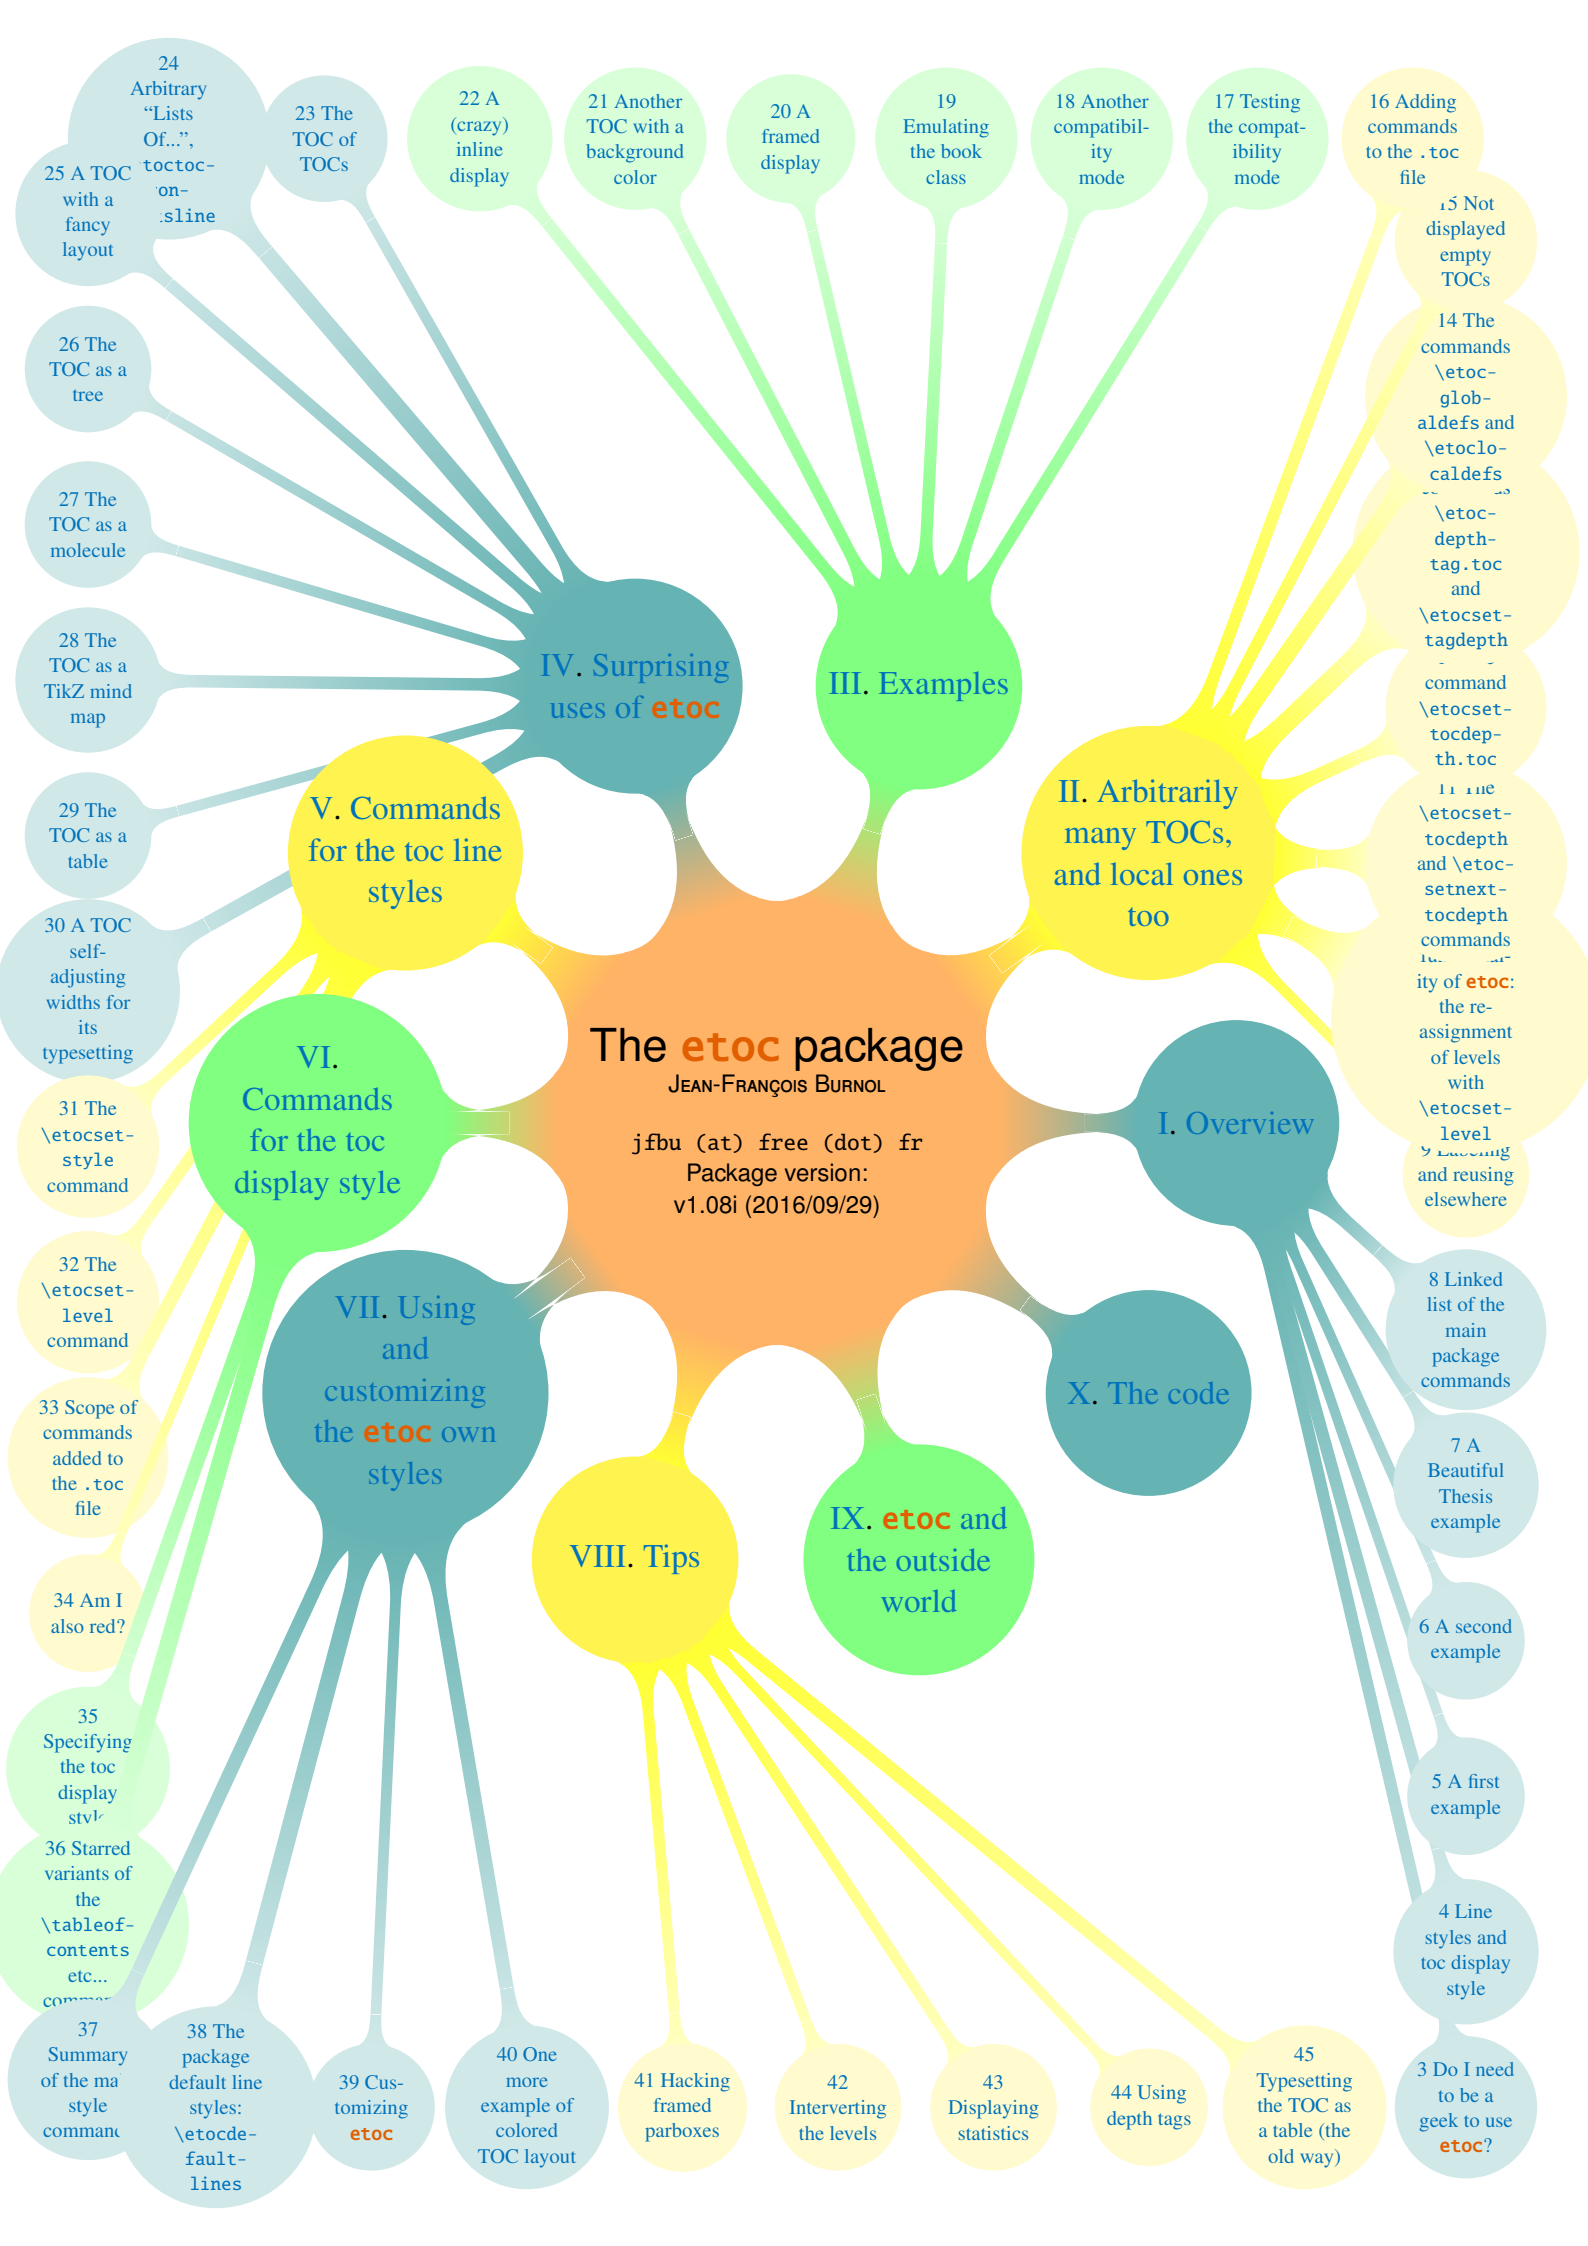 The etoc package
Jean-François Burnol
jfbu (at) free (dot) fr
Package version:
v1.08i (2016/09/29)
I. Overview
3 Do I need
to be a
geek to use
etoc?
4 Line
styles and
toc display
style
5 A first
example
6 A second
example
7 A
Beautiful
Thesis
example
8 Linked
list of the
main
package
commands
II. Arbitrarily
many TOCs,
and local ones
too
9 Labeling
and reusing
elsewhere
ity of etoc:
the re-
assignment
of levels
with
\etocset-
level
11 The
\etocset-
tocdepth
and \etoc-
setnext-
tocdepth
commands
command
\etocset-
tocdep-
th.toc
\etoc-
depth-
tag.toc
and
\etocset-
tagdepth
14 The
commands
\etoc-
glob-
aldefs and
\etoclo-
caldefs
15 Not
displayed
empty
TOCs
16 Adding
commands
to the .toc
file
III. Examples
17 Testing
the compat-
ibility
mode
18 Another
compatibil-
ity
mode
19
Emulating
the book
class
20 A
framed
display
21 Another
TOC with a
background
color
22 A
(crazy)
inline
display
IV. Surprising
uses of etoc
23 The
TOC of
TOCs
24
Arbitrary
“Lists
Of...”,
toctoc-
on-
sline
25 A TOC
with a
fancy
layout
26 The
TOC as a
tree
27 The
TOC as a
molecule
28 The
TOC as a
TikZ mind
map
29 The
TOC as a
table
30 A TOC
self-
adjusting
widths for
its
typesetting
V. Commands
for the toc line
styles
31 The
\etocset-
style
command
32 The
\etocset-
level
command
33 Scope of
commands
added to
the .toc
file
34 Am I
also red?
VI.
Commands
for the toc
display style
35
Specifying
the toc
display
style
36 Starred
variants of
the
\tableof-
contents
etc...
VII. Using
and
customizing
the etoc own
styles
37
Summary
of the
style
38 The
package
default line
styles:
\etocde-
fault-
lines
39 Cus-
tomizing
etoc
40 One
more
example of
colored
TOC layout
VIII. Tips
41 Hacking
framed
parboxes
42
Interverting
the levels
43
Displaying
statistics
44 Using
depth tags
45
Typesetting
the TOC as
a table (the
old way)
IX. etoc and
the outside
world
X. The code